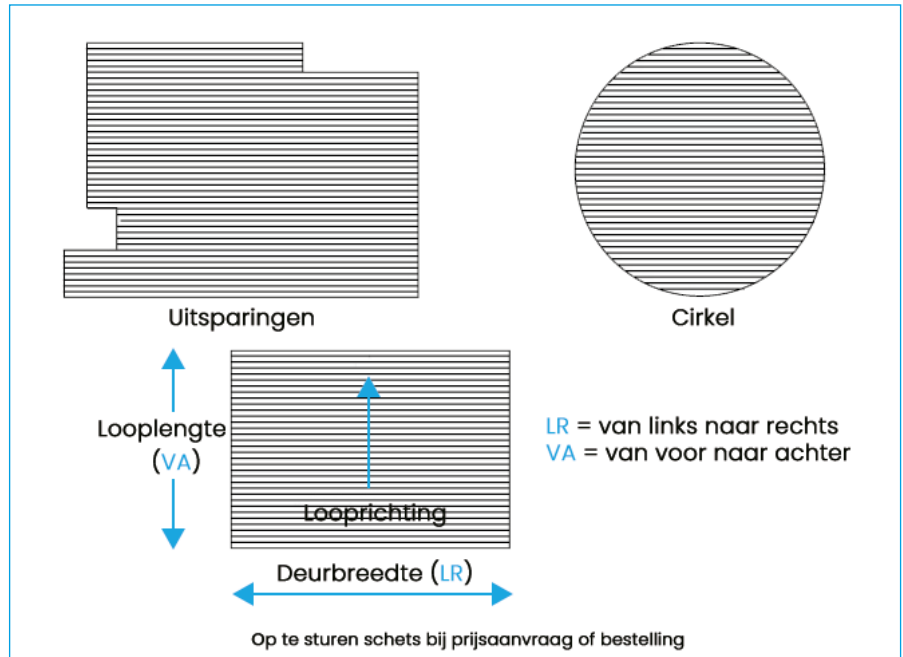 Uitsparingen
Cirkel
Looplengte
(VA)
Looprichting
LR = van links naar rechts
VA = van voor naar achter
Deurbreedte (LR)
Op te sturen schets bij prijsaanvraag of bestelling